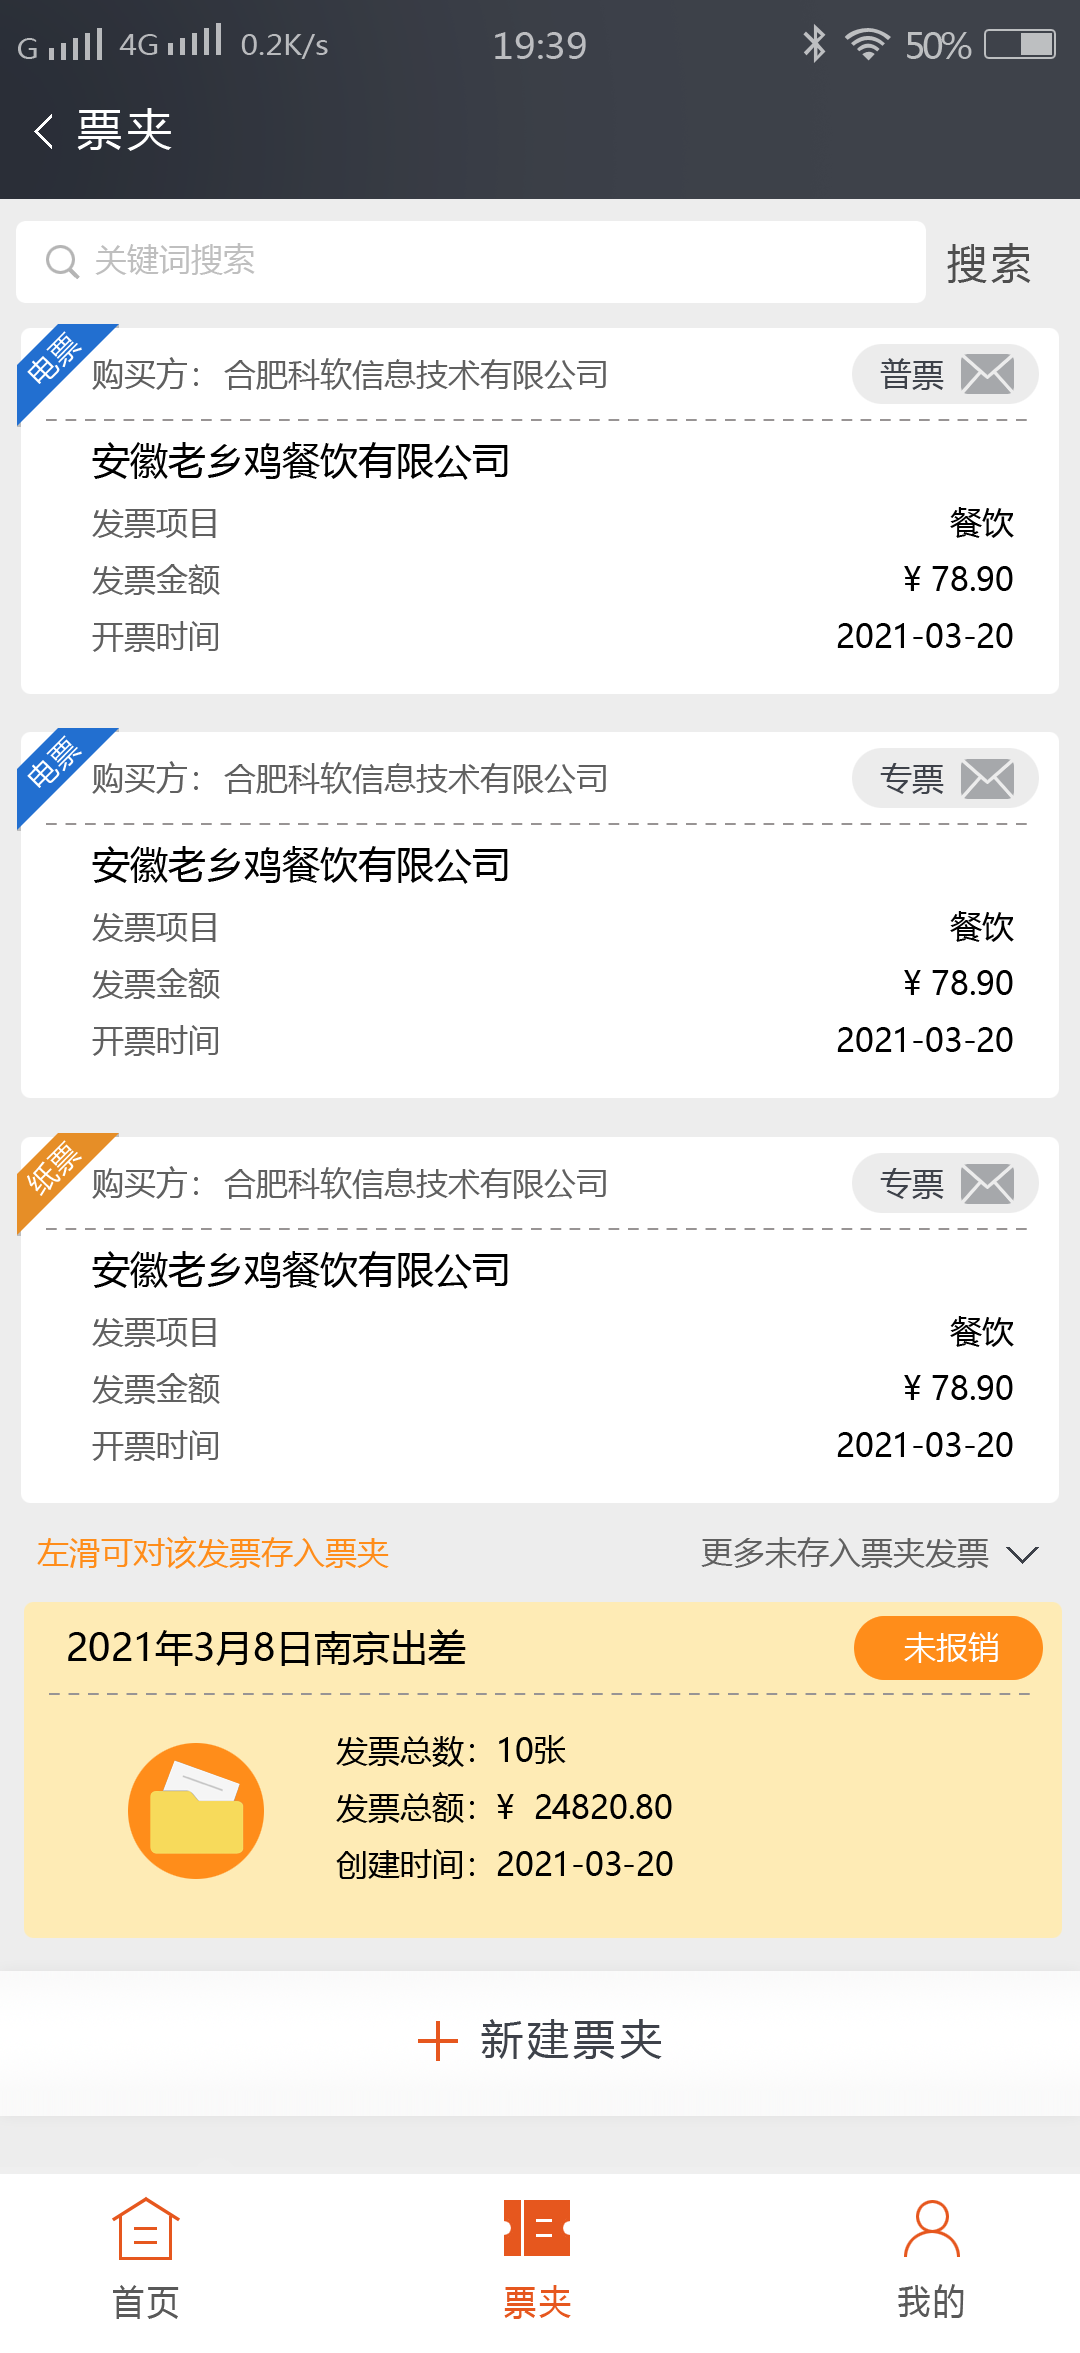 G 4G 0.2K/s 19:39 50%
票夹
关键词搜索 搜索
电票 购买方：合肥科软信息技术有限公司 普票
安徽老乡鸡餐饮有限公司
发票项目 餐饮
发票金额 ¥ 78.90
开票时间 2021-03-20
电票 购买方：合肥科软信息技术有限公司 专票
安徽老乡鸡餐饮有限公司
发票项目 餐饮
发票金额 ¥ 78.90
开票时间 2021-03-20
纸票 购买方：合肥科软信息技术有限公司 专票
安徽老乡鸡餐饮有限公司
发票项目 餐饮
发票金额 ¥ 78.90
开票时间 2021-03-20
左滑可对该发票存入票夹 更多未存入票夹发票
2021年3月8日南京出差 未报销
发票总数：10张
发票总额：¥ 24820.80
创建时间：2021-03-20
新建票夹
首页 票夹 我的